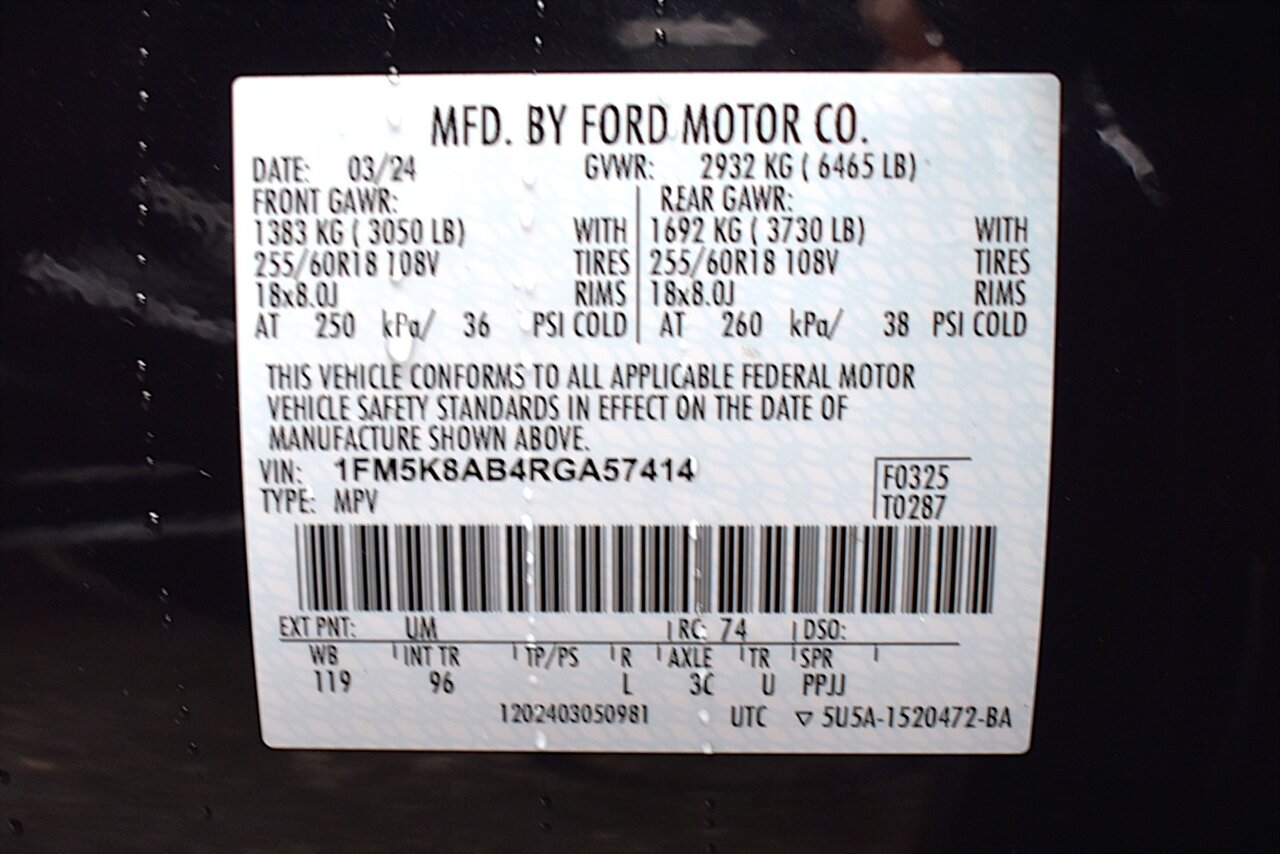 MFD. BY FORD MOTOR CO.
DATE: 03/24 GVWR: 2932 KG ( 6465 LB)
FRONT GAWR: REAR GAWR:
1383 KG ( 3050 LB) WITH 1692 KG ( 3730 LB) WITH
255/60R18 108V TIRES 255/60R18 108V TIRES
18x8.0J RIMS 18x8.0J RIMS
AT 250 kPa/ 36 PSI COLD AT 260 kPa/ 38 PSI COLD
THIS VEHICLE CONFORMS TO ALL APPLICABLE FEDERAL MOTOR
VEHICLE SAFETY STANDARDS IN EFFECT ON THE DATE OF
MANUFACTURE SHOWN ABOVE.
VIN: 1FM5K8AB4RGA57414 F0325
TYPE: MPV T0287
EXT PNT: UM RC: 74 DSO:
WB INT TR TP/PS R AXLE TR SPR
119 96 L 3C U PPJJ
1202403050981 UTC ▽ 5U5A-1520472-BA